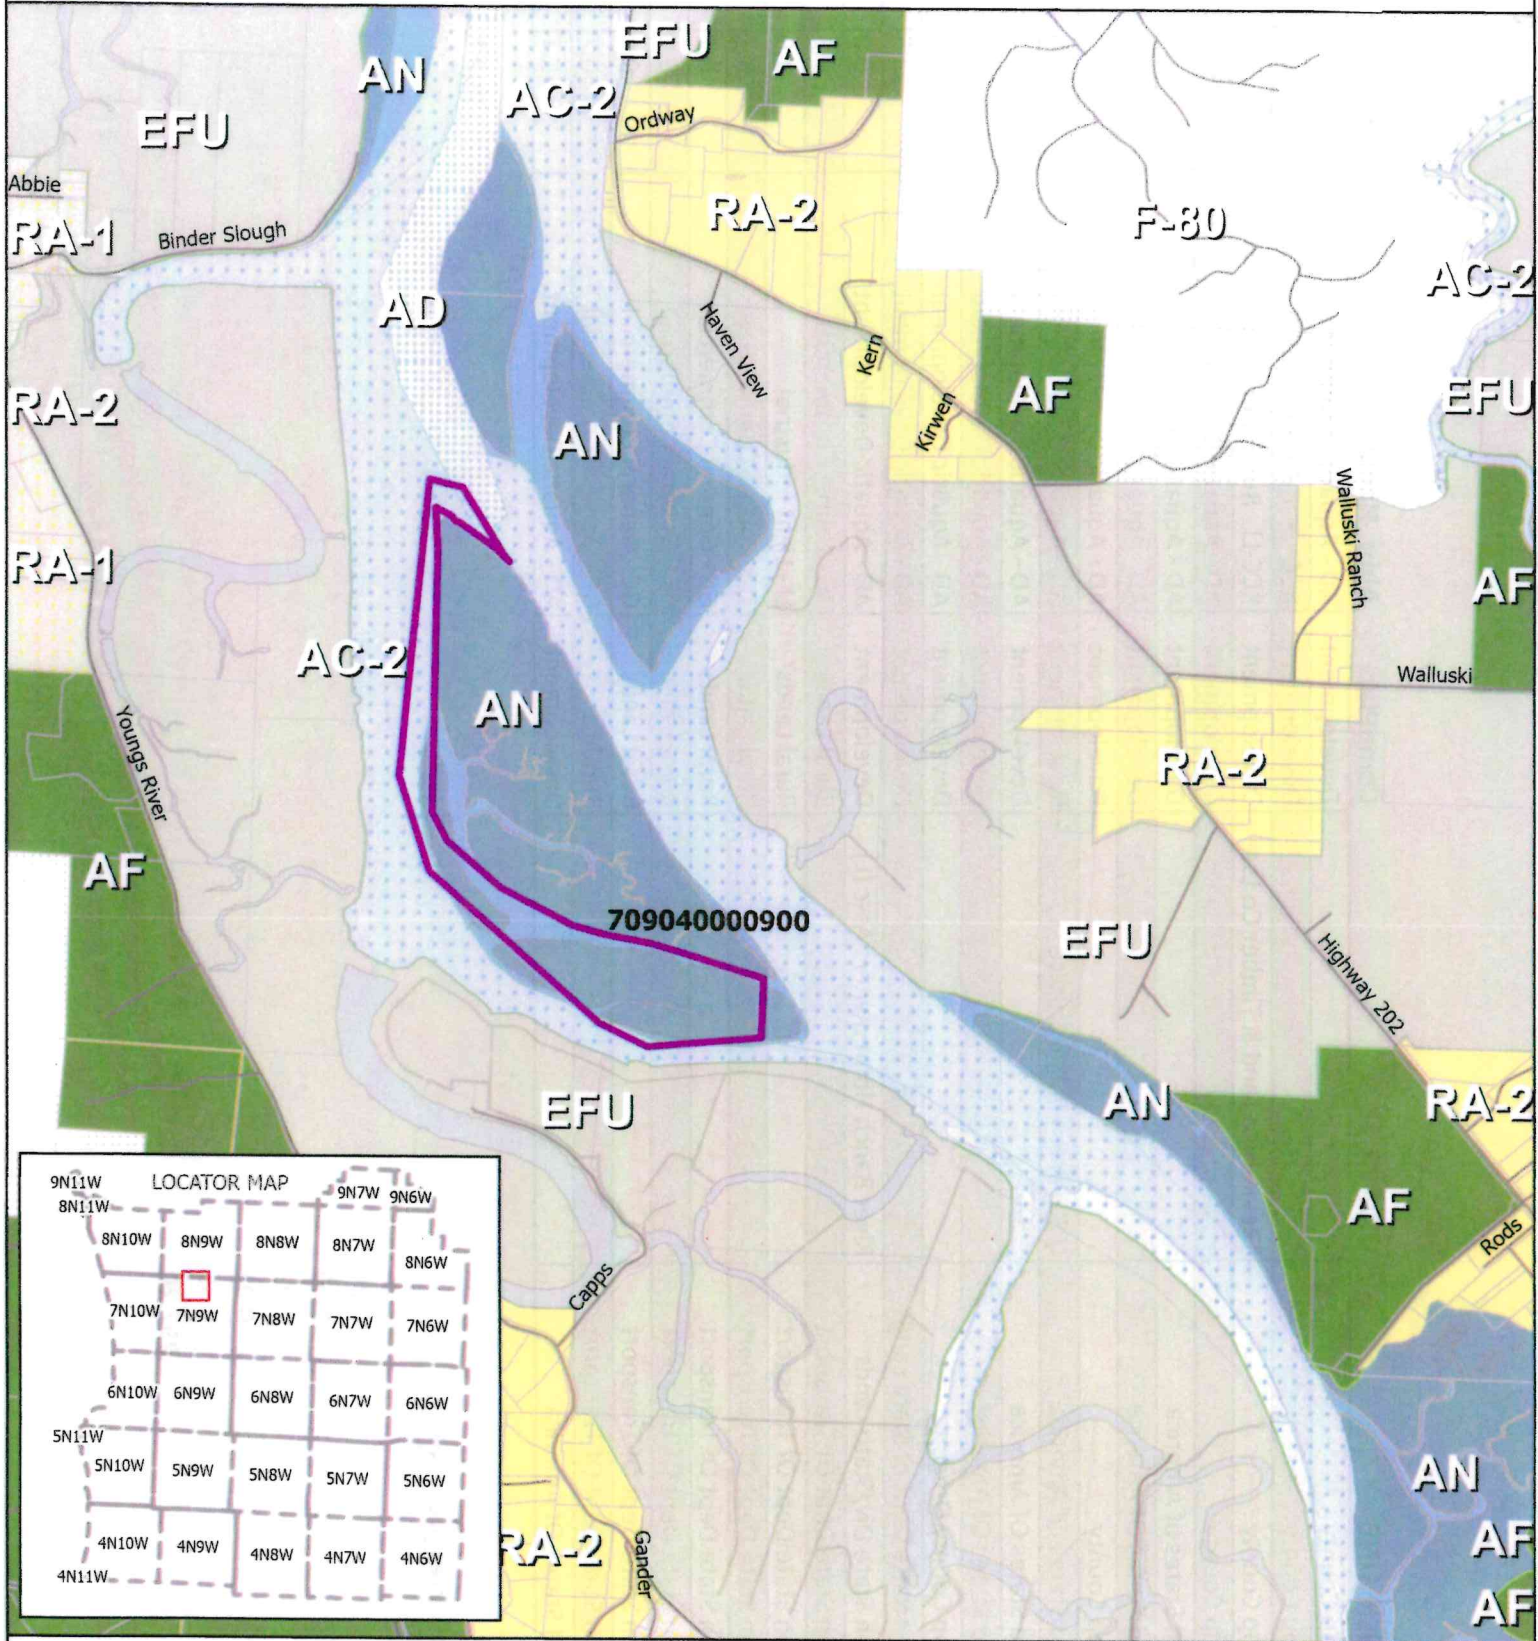 EFU
AF
AN
AC-2
EFU
Ordway
Abbie
RA-2
F-80
RA-1
Binder Slough
AC-2
AD
Haven View
Kern
RA-2
AF
EFU
Kirwen
AN
Walluski Ranch
RA-1
AF
AC-2
Walluski
AN
Youngs River
RA-2
AF
709040000900
EFU
Highway 202
EFU
AN
RA-2
AF
Rods
Capps
LOCATOR MAP
9N11W
9N7W
9N6W
8N11W
8N10W
8N9W
8N8W
8N7W
8N6W
7N10W
7N9W
7N8W
7N7W
7N6W
6N10W
6N9W
6N8W
6N7W
6N6W
5N11W
5N10W
5N9W
5N8W
5N7W
5N6W
4N10W
4N9W
4N8W
4N7W
4N6W
4N11W
AN
RA-2
Gander
AF
AF